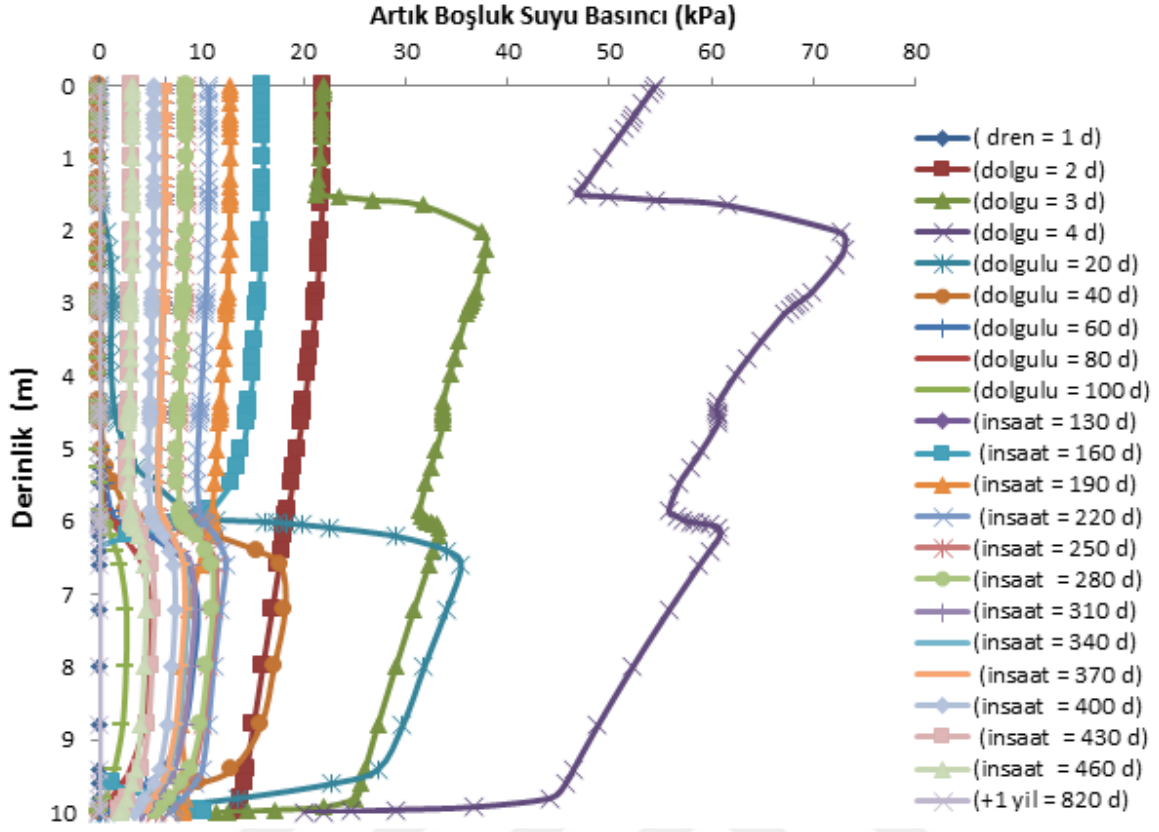 Artık Boşluk Suyu Basıncı (kPa)
0 10 20 30 40 50 60 70 80
Derinlik (m)
0
1
2
3
4
5
6
7
8
9
10
( dren = 1 d)
(dolgu = 2 d)
(dolgu = 3 d)
(dolgu = 4 d)
(dolgulu = 20 d)
(dolgulu = 40 d)
(dolgulu = 60 d)
(dolgulu = 80 d)
(dolgulu = 100 d)
(insaat = 130 d)
(insaat = 160 d)
(insaat = 190 d)
(insaat = 220 d)
(insaat = 250 d)
(insaat = 280 d)
(insaat = 310 d)
(insaat = 340 d)
(insaat = 370 d)
(insaat = 400 d)
(insaat = 430 d)
(insaat = 460 d)
(+1 yil = 820 d)